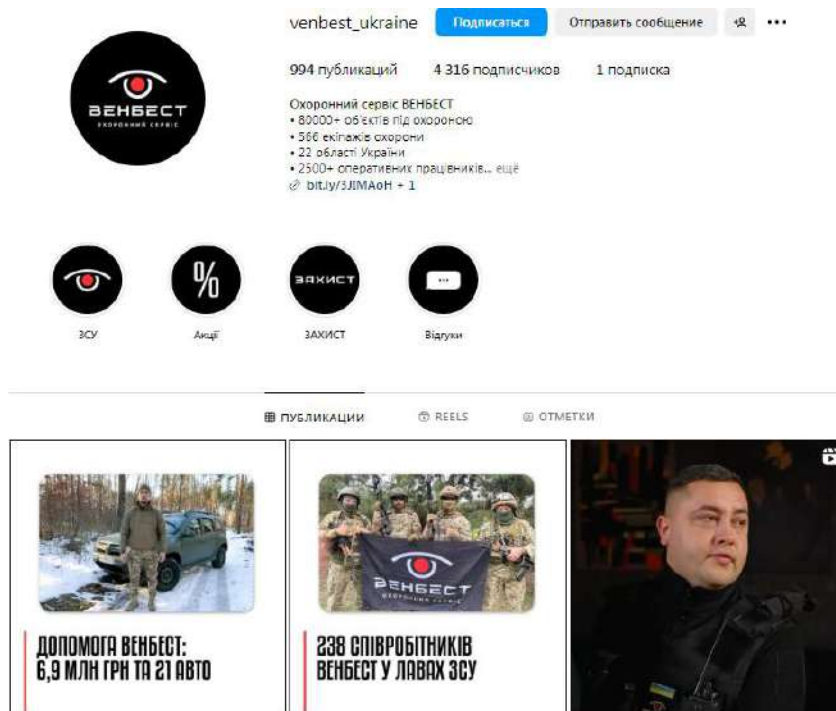 venbest_ukraine
Подписаться
Отправить сообщение
994 публикаций
4 316 подписчиков
1 подписка
Охоронний сервіс ВЕНБЕСТ
• 80000+ об'єктів під охороною
• 566 екіпажів охорони
• 22 області України
• 2500+ оперативних працівників... ещё
bit.ly/3JIMAoH + 1
ВЕНБЕСТ
ОХОРОННИЙ СЕРВІС
%
ЗАХИСТ
ЗСУ
Акції
ЗАХИСТ
Відгуки
ПУБЛИКАЦИИ
REELS
ОТМЕТКИ
ВЕНБЕСТ
ОХОРОННИЙ СЕРВІС
ДОПОМОГА ВЕНБЕСТ:
6,9 МЛН ГРН ТА 21 АВТО
238 СПІВРОБІТНИКІВ
ВЕНБЕСТ У ЛАВАХ ЗСУ